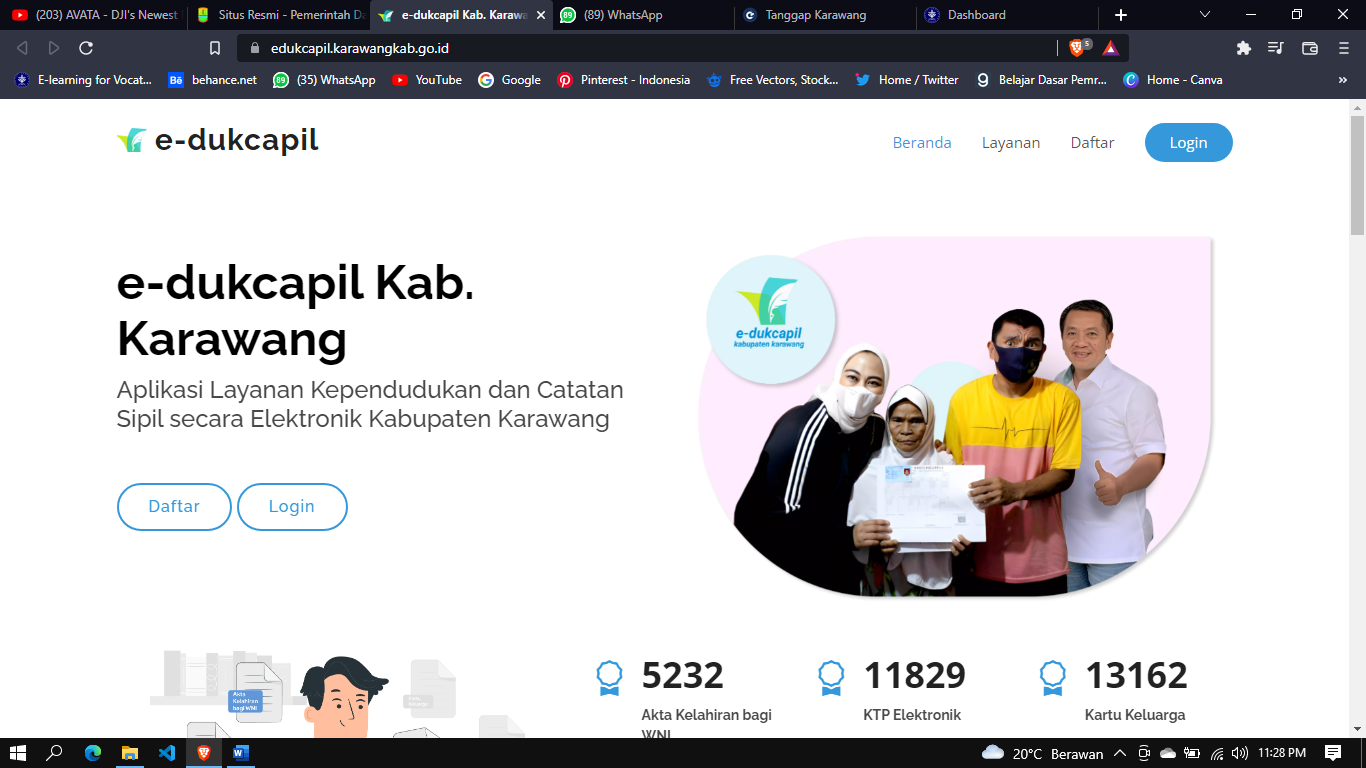 (203) AVATA - DJI's Newest
Situs Resmi - Pemerintah Da
e-dukcapil Kab. Karawa
(89) WhatsApp
Tanggap Karawang
Dashboard
edukcapil.karawangkab.go.id
5
E-learning for Vocat...
behance.net
(35) WhatsApp
YouTube
Google
Pinterest - Indonesia
Free Vectors, Stock...
Home / Twitter
Belajar Dasar Pemr...
Home - Canva
e-dukcapil
Beranda
Layanan
Daftar
Login
e-dukcapil Kab.
Karawang
Aplikasi Layanan Kependudukan dan Catatan
Sipil secara Elektronik Kabupaten Karawang
Daftar
Login
e-dukcapil
kabupaten karawang
Akta
Kelahiran
bagi WNI
5232
Akta Kelahiran bagi
WNI
11829
KTP Elektronik
13162
Kartu Keluarga
20°C Berawan
11:28 PM